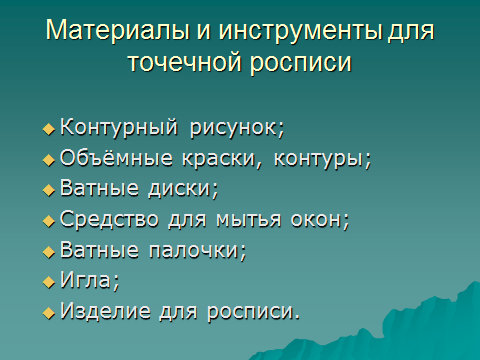 Материалы и инструменты для
точечной росписи
Контурный рисунок;
Объёмные краски, контуры;
Ватные диски;
Средство для мытья окон;
Ватные палочки;
Игла;
Изделие для росписи.